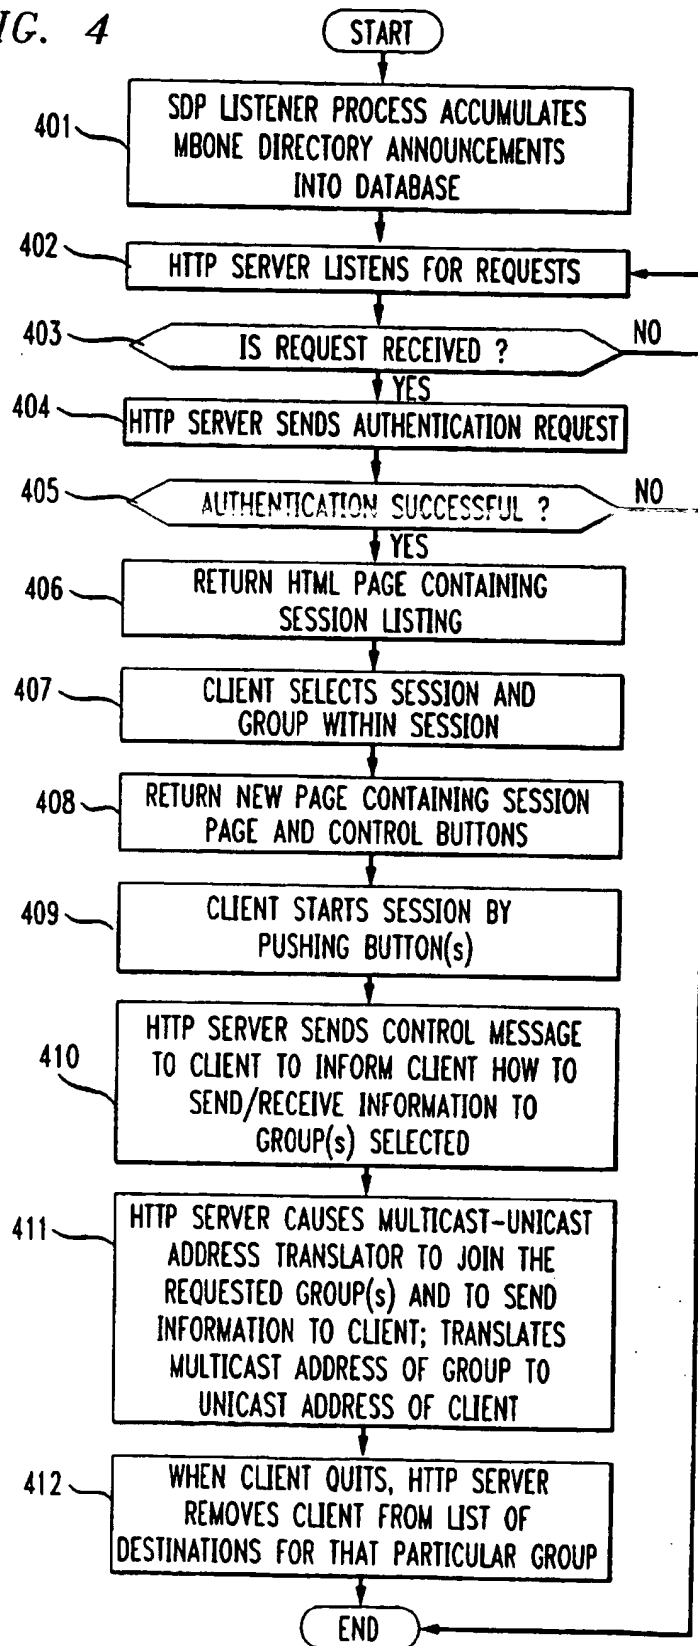 IG. 4
START
401
SDP LISTENER PROCESS ACCUMULATES
MBONE DIRECTORY ANNOUNCEMENTS
INTO DATABASE
402
HTTP SERVER LISTENS FOR REQUESTS
403
IS REQUEST RECEIVED ?
NO
YES
404
HTTP SERVER SENDS AUTHENTICATION REQUEST
405
AUTHENTICATION SUCCESSFUL ?
NO
YES
406
RETURN HTML PAGE CONTAINING
SESSION LISTING
407
CLIENT SELECTS SESSION AND
GROUP WITHIN SESSION
408
RETURN NEW PAGE CONTAINING SESSION
PAGE AND CONTROL BUTTONS
409
CLIENT STARTS SESSION BY
PUSHING BUTTON(s)
410
HTTP SERVER SENDS CONTROL MESSAGE
TO CLIENT TO INFORM CLIENT HOW TO
SEND/RECEIVE INFORMATION TO
GROUP(s) SELECTED
411
HTTP SERVER CAUSES MULTICAST-UNICAST
ADDRESS TRANSLATOR TO JOIN THE
REQUESTED GROUP(s) AND TO SEND
INFORMATION TO CLIENT; TRANSLATES
MULTICAST ADDRESS OF GROUP TO
UNICAST ADDRESS OF CLIENT
412
WHEN CLIENT QUITS, HTTP SERVER
REMOVES CLIENT FROM LIST OF
DESTINATIONS FOR THAT PARTICULAR GROUP
END